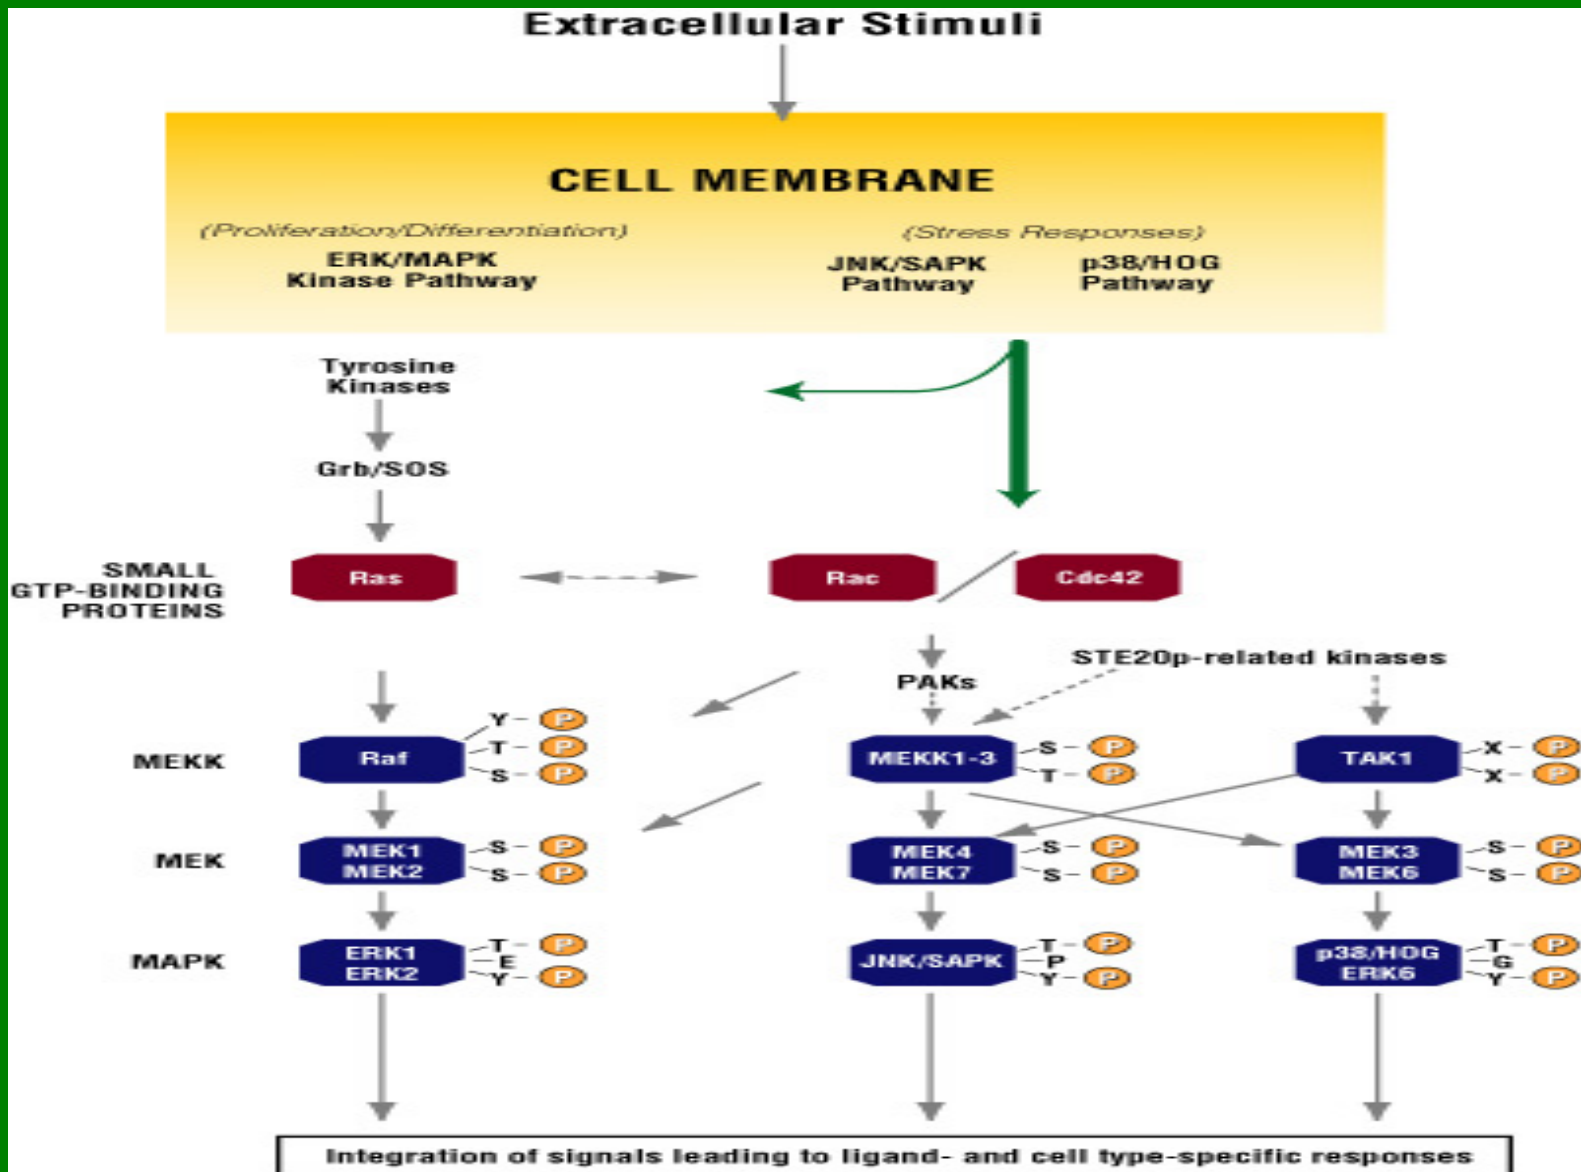 Extracellular Stimuli
CELL MEMBRANE
(Proliferation/Differentiation)
ERK/MAPK
Kinase Pathway
(Stress Responses)
JNK/SAPK
Pathway
p38/HOG
Pathway
Tyrosine
Kinases
Grb/SOS
SMALL
GTP-BINDING
PROTEINS
Ras
Rac
Cdc42
PAKs
STE20p-related kinases
MEKK
Raf
Y P
T P
S P
MEKK1-3
S P
T P
TAK1
X P
X P
MEK
MEK1
MEK2
S P
S P
MEK4
MEK7
S P
S P
MEK3
MEK6
S P
S P
MAPK
ERK1
ERK2
T P
E
Y P
JNK/SAPK
T P
P
Y P
p38/HOG
ERK6
T P
G
Y P
Integration of signals leading to ligand- and cell type-specific responses